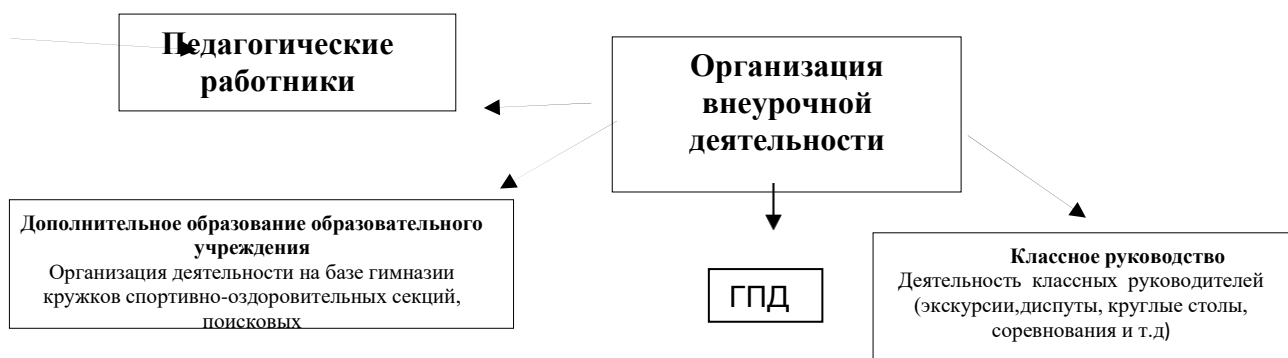 Педагогические
работники
Организация
внеурочной
деятельности
Дополнительное образование образовательного
учреждения
Организация деятельности на базе гимназии
кружков спортивно-оздоровительных секций,
поисковых
ГПД
Классное руководство
Деятельность классных руководителей
(экскурсии,диспуты, круглые столы,
соревнования и т.д)